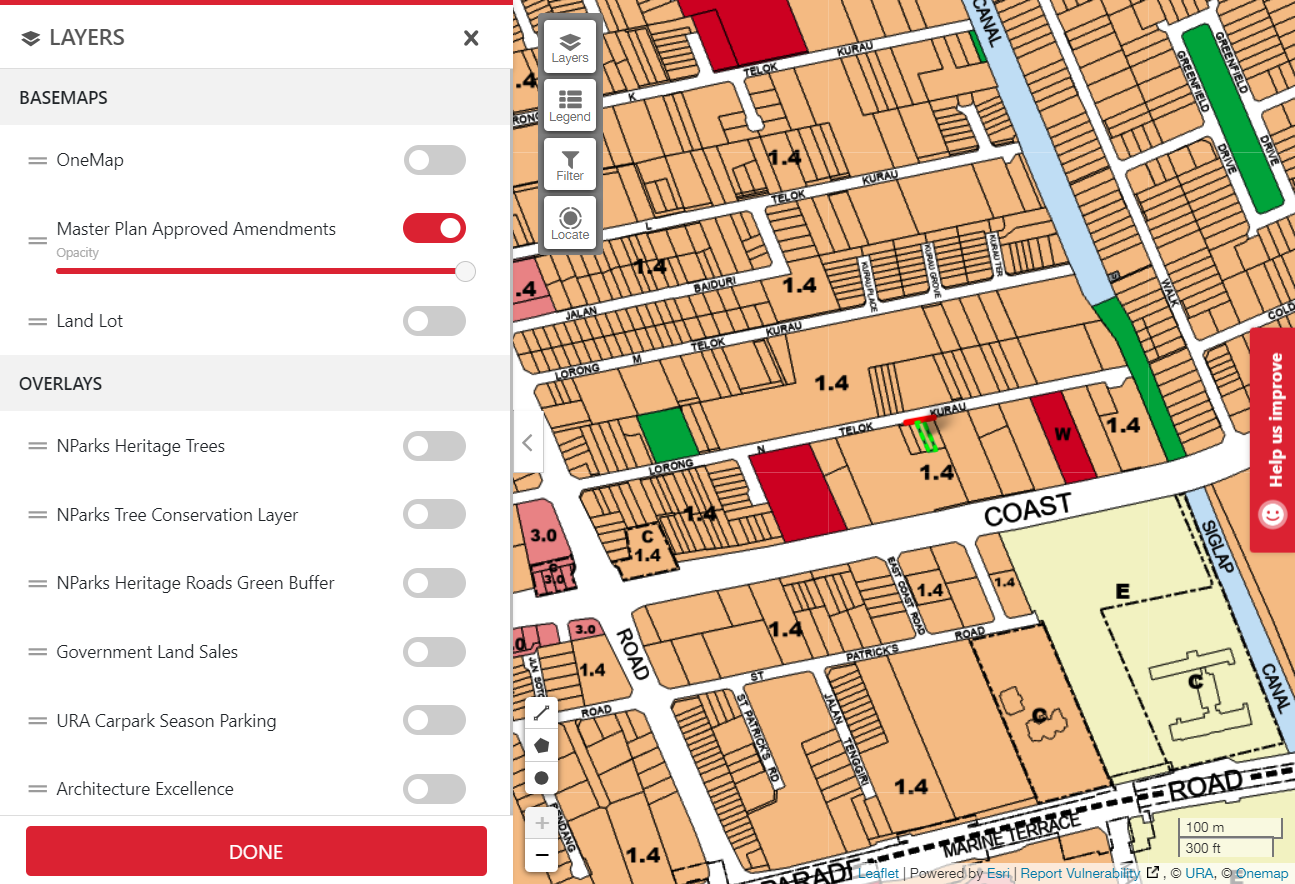 LAYERS
BASEMAPS
OneMap
Master Plan Approved Amendments
Opacity
Land Lot
OVERLAYS
NParks Heritage Trees
NParks Tree Conservation Layer
NParks Heritage Roads Green Buffer
Government Land Sales
URA Carpark Season Parking
Architecture Excellence
DONE
Layers
Legend
Filter
Locate
CANAL
KURAU
TELOK
K
GREENFIELD
GREENFIELD
DRIVE
DRIVE
1.4
KURAU
TELOK
L
1.4
BAIDURI
JALAN
1.4
KURAU PLACE
KURAU GROVE
KURAU TER
WALK
KURAU
TELOK
M
LORONG
1.4
KURAU
TELOK
N
LORONG
W
1.4
1.4
Help us improve
COAST
1.4
C
1.4
3.0
3.0
SIGLAP
CANAL
E
C
EAST COAST ROAD
1.4
1.4
3.0
1.4
ROAD
1.4
ROAD
PATRICK'S
ST
ROAD
ST PATRICK'S RD
JALAN
TENGGIRI
C
1.4
1.4
ROAD
MARINE TERRACE
100 m
300 ft
Leaflet | Powered by Esri | Report Vulnerability , © URA, © Onemap